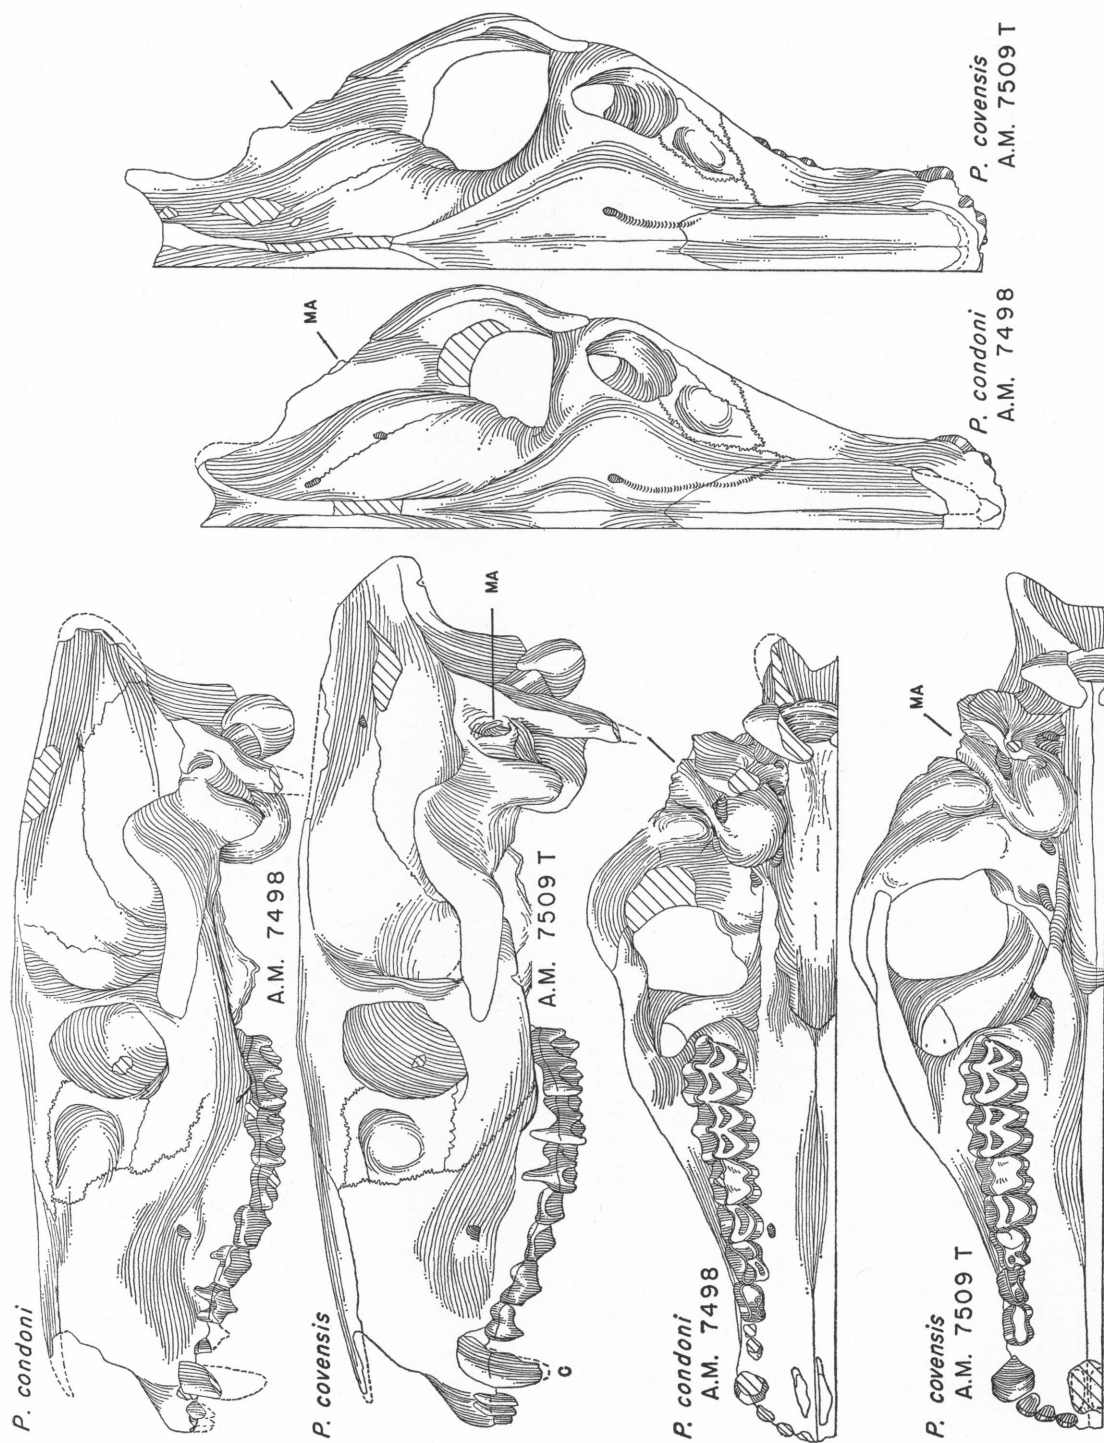 P. covensis
A.M. 7509 T
MA
P. condoni
A.M. 7498
P. condoni
A.M. 7498
MA
P. covensis
A.M. 7509 T
C
P. condoni
A.M. 7498
MA
P. covensis
A.M. 7509 T